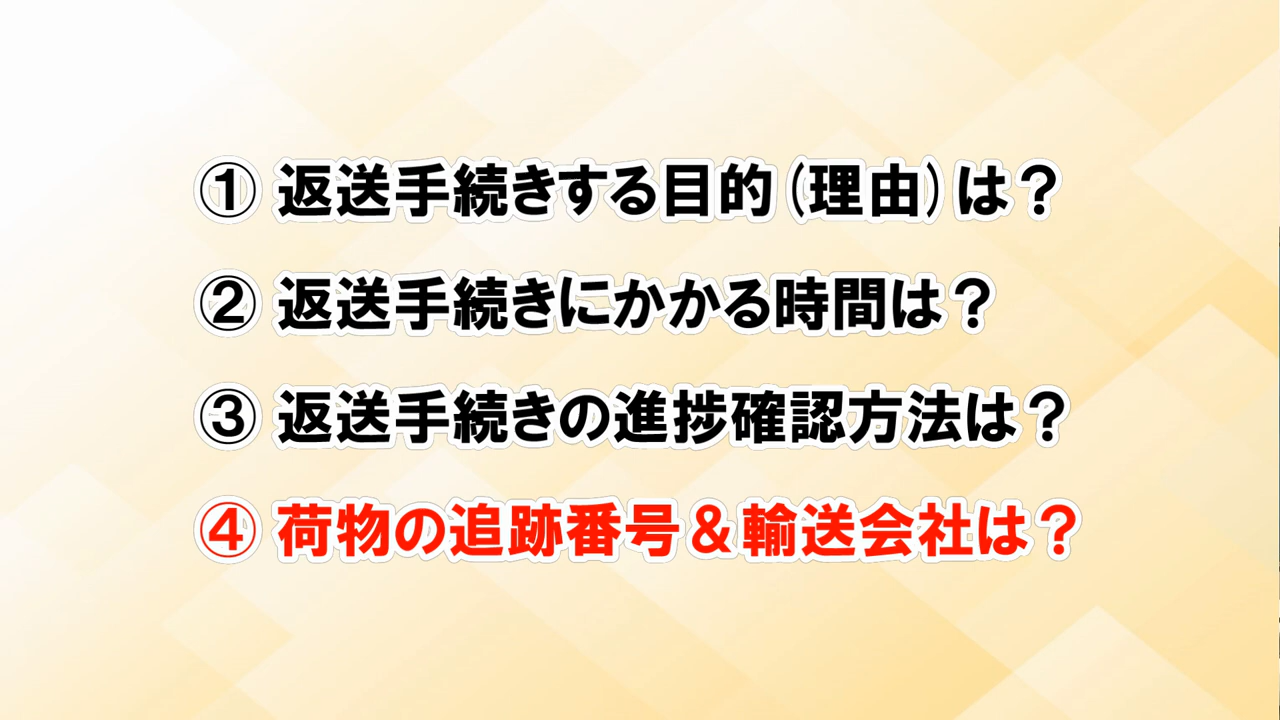 ① 返送手続きする目的(理由)は？
② 返送手続きにかかる時間は？
③ 返送手続きの進捗確認方法は？
④ 荷物の追跡番号＆輸送会社は？